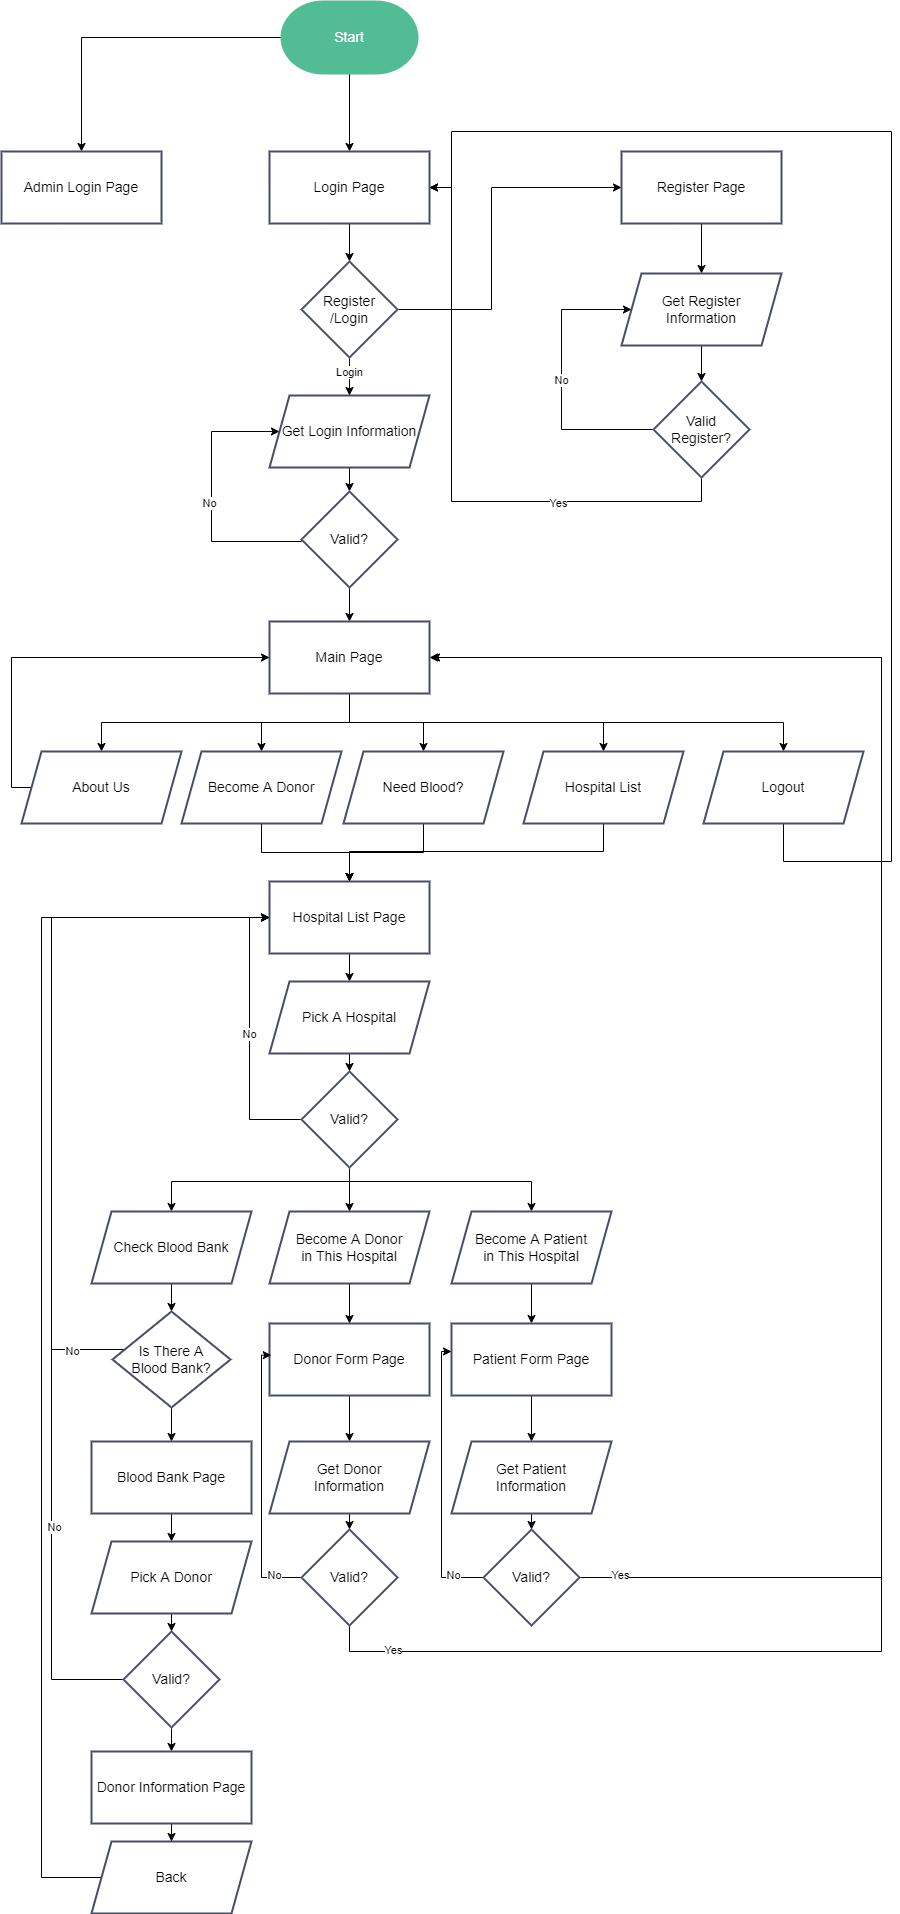 Start
Admin Login Page
Login Page
Register Page
Register
/Login
Get Register
Information
Login
No
Get Login Information
Valid
Register?
No
Yes
Valid?
Main Page
About Us
Become A Donor
Need Blood?
Hospital List
Logout
Hospital List Page
Pick A Hospital
No
Valid?
Check Blood Bank
Become A Donor
in This Hospital
Become A Patient
in This Hospital
No
Is There A
Blood Bank?
Donor Form Page
Patient Form Page
Blood Bank Page
Get Donor
Information
Get Patient
Information
No
Pick A Donor
No
Valid?
No
Valid?
Yes
Yes
Valid?
Donor Information Page
Back